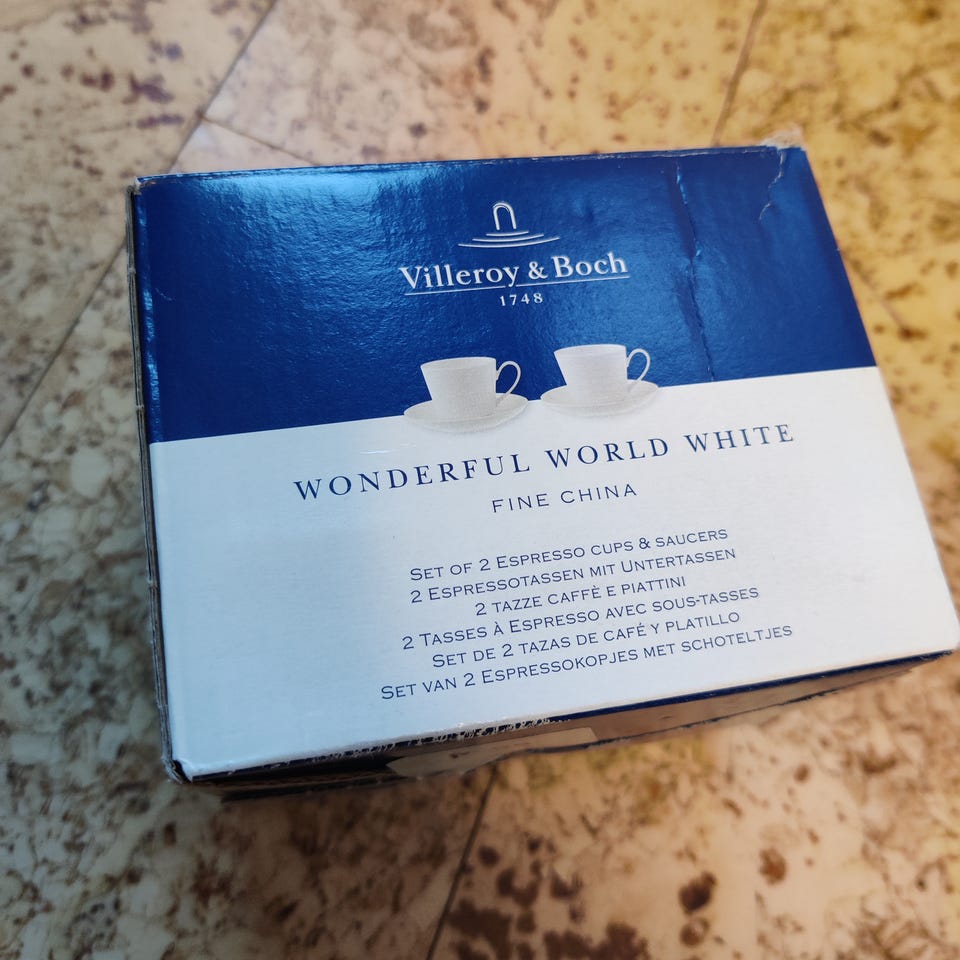 Villeroy & Boch
1748
WONDERFUL WORLD WHITE
FINE CHINA
SET OF 2 ESPRESSO CUPS & SAUCERS
2 ESPRESSOTASSEN MIT UNTERTASSEN
2 TAZZE CAFFÈ E PIATTINI
2 TASSES À ESPRESSO AVEC SOUS-TASSES
SET DE 2 TAZAS DE CAFÉ Y PLATILLO
SET VAN 2 ESPRESSOKOPJES MET SCHOTELTJES